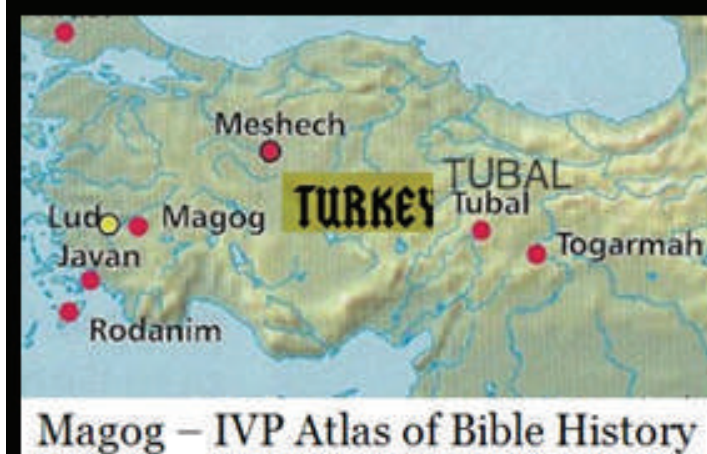 Meshech
TURKEY
TUBAL
Tubal
Lud
Magog
Togarmah
Javan
Rodanim
Magog – IVP Atlas of Bible History